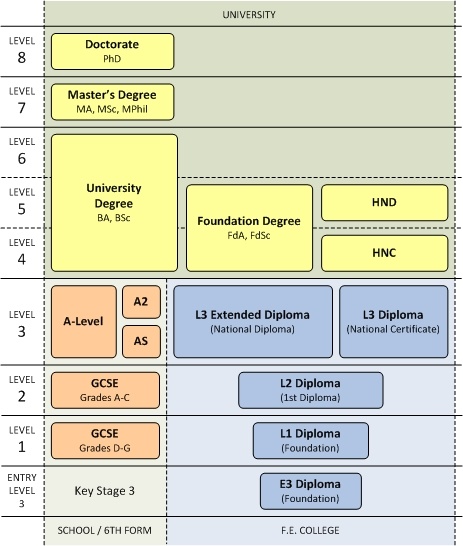 UNIVERSITY
LEVEL
8
Doctorate
PhD
LEVEL
7
Master's Degree
MA, MSc, MPhil
LEVEL
6
University
Degree
BA, BSc
LEVEL
5
Foundation Degree
FdA, FdSc
HND
LEVEL
4
HNC
LEVEL
3
A-Level
A2
AS
L3 Extended Diploma
(National Diploma)
L3 Diploma
(National Certificate)
LEVEL
2
GCSE
Grades A-C
L2 Diploma
(1st Diploma)
LEVEL
1
GCSE
Grades D-G
L1 Diploma
(Foundation)
ENTRY
LEVEL
3
Key Stage 3
E3 Diploma
(Foundation)
SCHOOL / 6TH FORM
F.E. COLLEGE